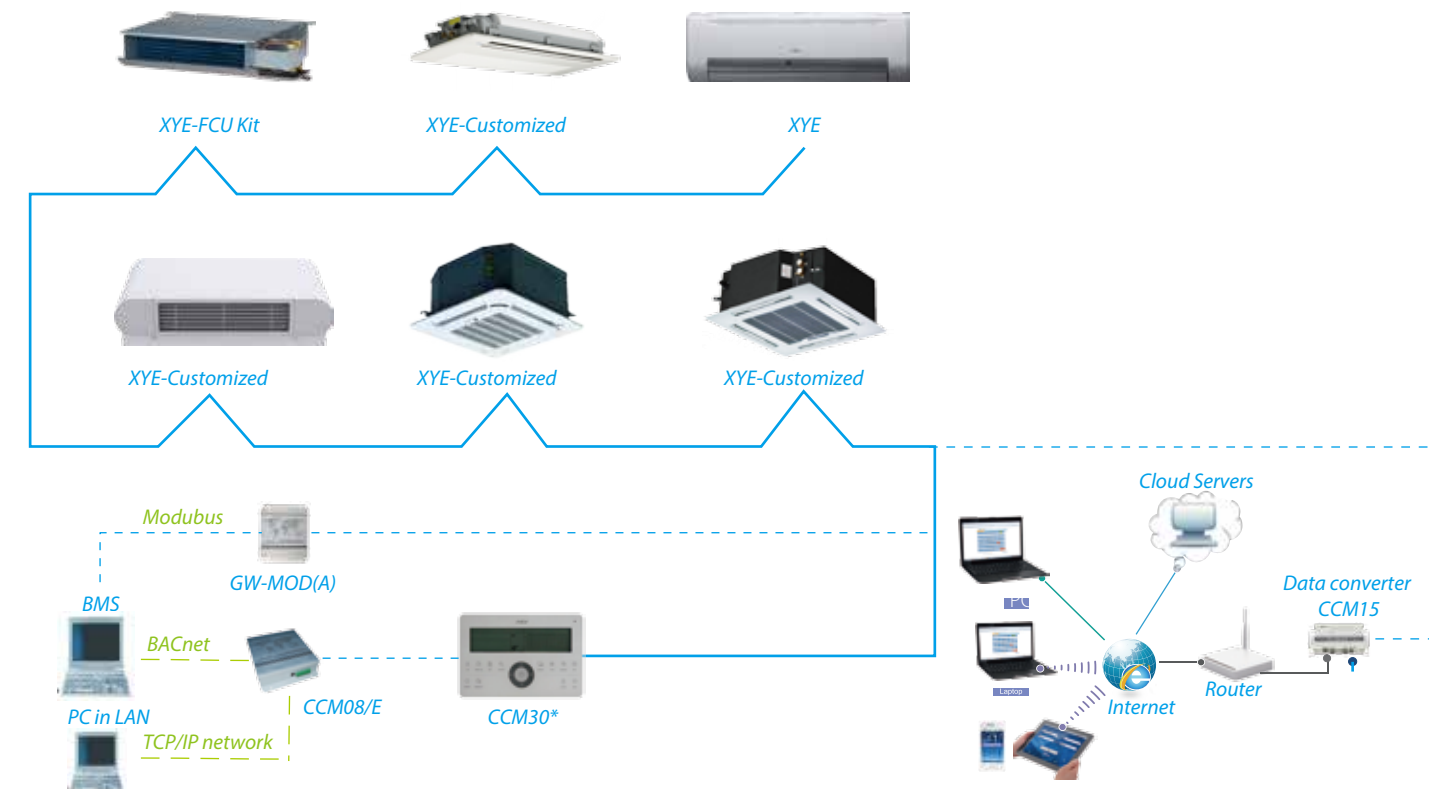 XYE-FCU Kit
XYE-Customized
XYE
XYE-Customized
XYE-Customized
XYE-Customized
Cloud Servers
Modubus
GW-MOD(A)
Data converter
CCM15
BMS
PC
BACnet
Laptop
CCM08/E
CCM30*
Router
Internet
PC in LAN
TCP/IP network